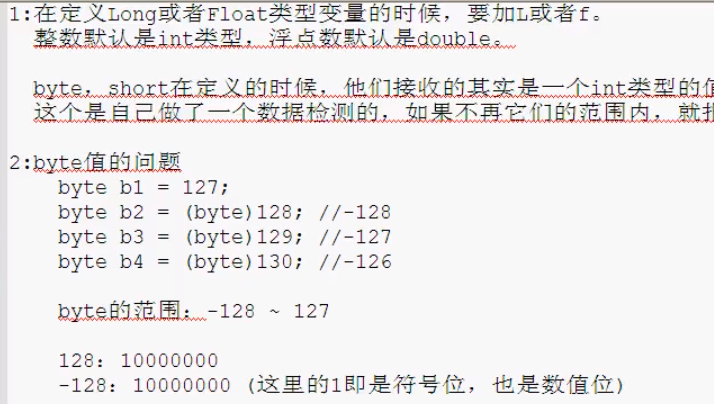 1:在定义Long或者Float类型变量的时候，要加L或者f。
整数默认是int类型，浮点数默认是double。
byte，short在定义的时候，他们接收的其实是一个int类型的值
这个是自己做了一个数据检测的，如果不再它们的范围内，就报
2:byte值的问题
byte b1 = 127;
byte b2 = (byte)128; //-128
byte b3 = (byte)129; //-127
byte b4 = (byte)130; //-126
byte的范围：-128 ~ 127
128：10000000
-128：10000000 (这里的1即是符号位，也是数值位)